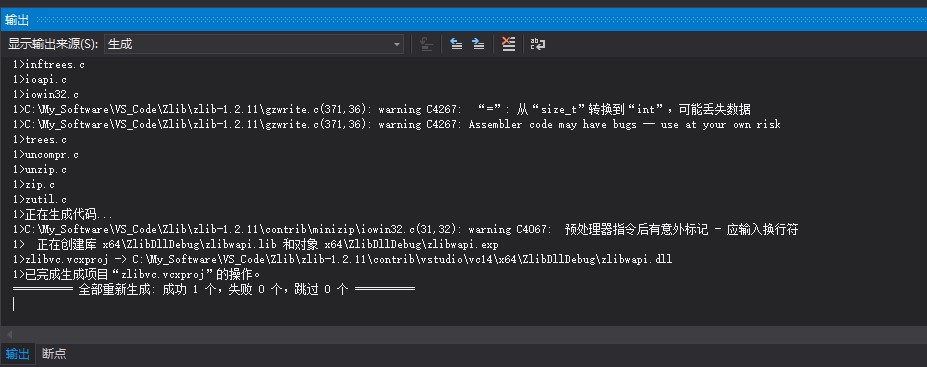 输出
显示输出来源(S): 生成
1>inftrees.c
1>ioapi.c
1>iowin32.c
1>C:\My_Software\VS_Code\Zlib\zlib-1.2.11\gzwrite.c(371,36): warning C4267: “=”: 从“size_t”转换到“int”，可能丢失数据
1>C:\My_Software\VS_Code\Zlib\zlib-1.2.11\gzwrite.c(371,36): warning C4267: Assembler code may have bugs -- use at your own risk
1>trees.c
1>uncompr.c
1>unzip.c
1>zip.c
1>zutil.c
1>正在生成代码...
1>C:\My_Software\VS_Code\Zlib\zlib-1.2.11\contrib\minizip\iowin32.c(31,32): warning C4067: 预处理器指令后有意外标记 - 应输入换行符
1>  正在创建库 x64\ZlibDllDebug\zlibwapi.lib 和对象 x64\ZlibDllDebug\zlibwapi.exp
1>zlibvc.vcxproj -> C:\My_Software\VS_Code\Zlib\zlib-1.2.11\contrib\vstudio\vc14\x64\ZlibDllDebug\zlibwapi.dll
1>已完成生成项目“zlibvc.vcxproj”的操作。
========== 全部重新生成: 成功 1 个，失败 0 个，跳过 0 个 ==========
输出 断点